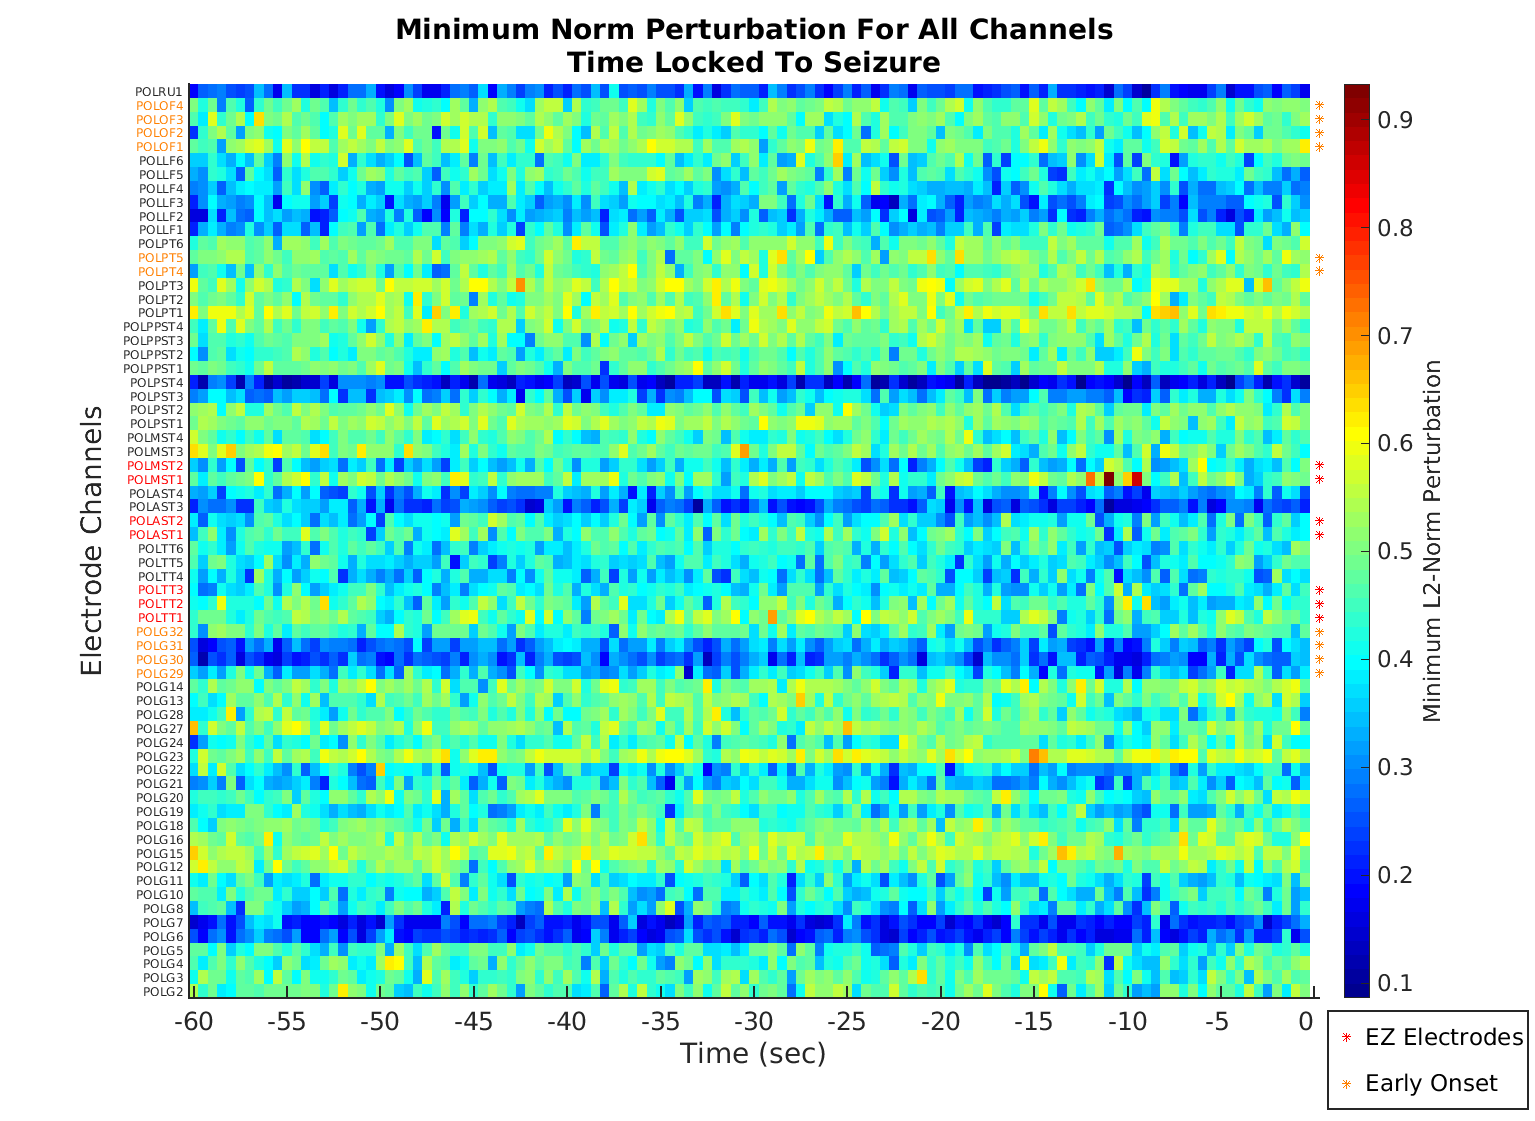 Minimum Norm Perturbation For All Channels
Time Locked To Seizure
Electrode Channels
POLRU1
POLOF4
POLOF3
POLOF2
POLOF1
POLLF6
POLLF5
POLLF4
POLLF3
POLLF2
POLLF1
POLPT6
POLPT5
POLPT4
POLPT3
POLPT2
POLPT1
POLPPST4
POLPPST3
POLPPST2
POLPPST1
POLPST4
POLPST3
POLPST2
POLPST1
POLMST4
POLMST3
POLMST2
POLMST1
POLAST4
POLAST3
POLAST2
POLAST1
POLTT6
POLTT5
POLTT4
POLTT3
POLTT2
POLTT1
POLG32
POLG31
POLG30
POLG29
POLG14
POLG13
POLG28
POLG27
POLG24
POLG23
POLG22
POLG21
POLG20
POLG19
POLG18
POLG16
POLG15
POLG12
POLG11
POLG10
POLG8
POLG7
POLG6
POLG5
POLG4
POLG3
POLG2
-60 -55 -50 -45 -40 -35 -30 -25 -20 -15 -10 -5 0
Time (sec)
0.9
0.8
0.7
0.6
0.5
0.4
0.3
0.2
0.1
Minimum L2-Norm Perturbation
EZ Electrodes
Early Onset